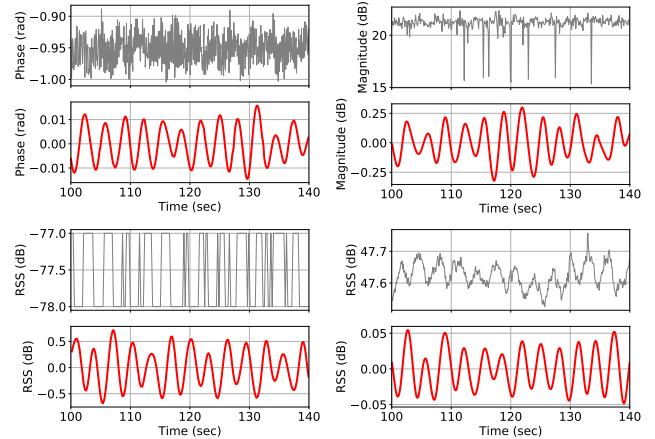 Phase (rad)
−0.90
−0.95
−1.00
Phase (rad)
0.01
0.00
−0.01
100 110 120 130 140
Time (sec)
Magnitude (dB)
21
15
Magnitude (dB)
0.25
0.00
−0.25
100 110 120 130 140
Time (sec)
RSS (dB)
−77.0
−77.5
−78.0
RSS (dB)
0.5
0.0
−0.5
100 110 120 130 140
Time (sec)
RSS (dB)
47.7
47.6
RSS (dB)
0.05
0.00
−0.05
100 110 120 130 140
Time (sec)